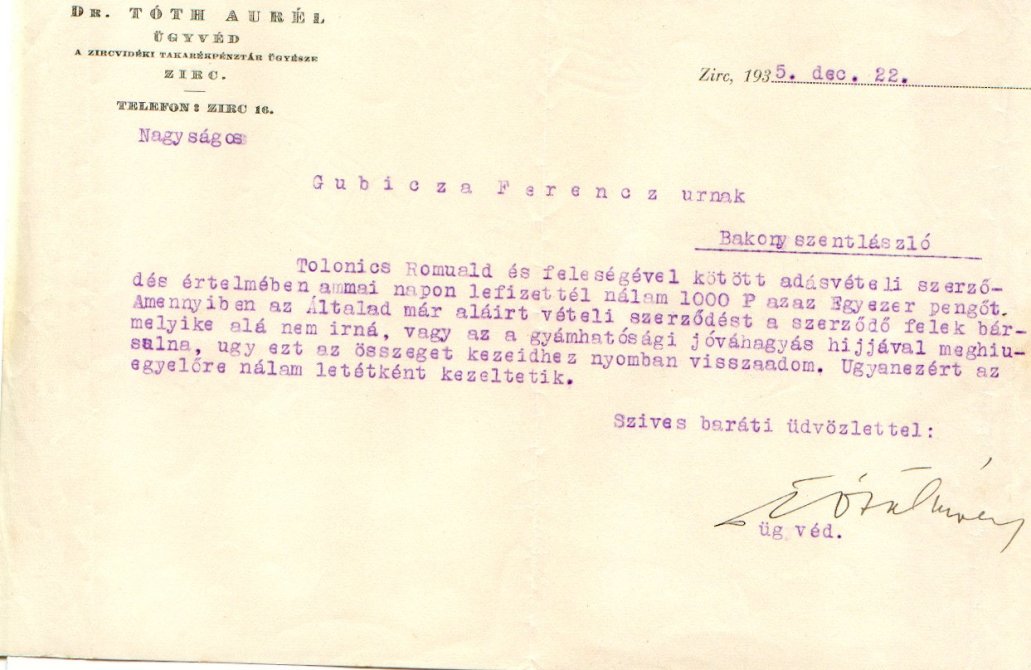 DR. TÓTH AURÉL
ÜGYVÉD
A ZIRCVIDÉKI TAKARÉKPÉNZTÁR ÜGYÉSZE
ZIRC.
TELEFON: ZIRC 16.
Zirc, 1935. dec. 22.
Nagyságos
Gubicza Ferencz urnak
Bakonyszentlászló
Tolonics Romuald és feleségével kötött adásvételi szerző-
dés értelmében ammai napon lefizettél nálam 1000 P azaz Egyezer pengőt.
Amennyiben az Általad már aláirt vételi szerződést a szerződő felek bár-
melyike alá nem irná, vagy az a gyámhatósági jóváhagyás hijjával meghiu-
sulna, ugy ezt az összeget kezeidhez nyomban visszaadom. Ugyanezért az
egyelőre nálam letétként kezeltetik.
Szives baráti üdvözlettel:
üg véd.